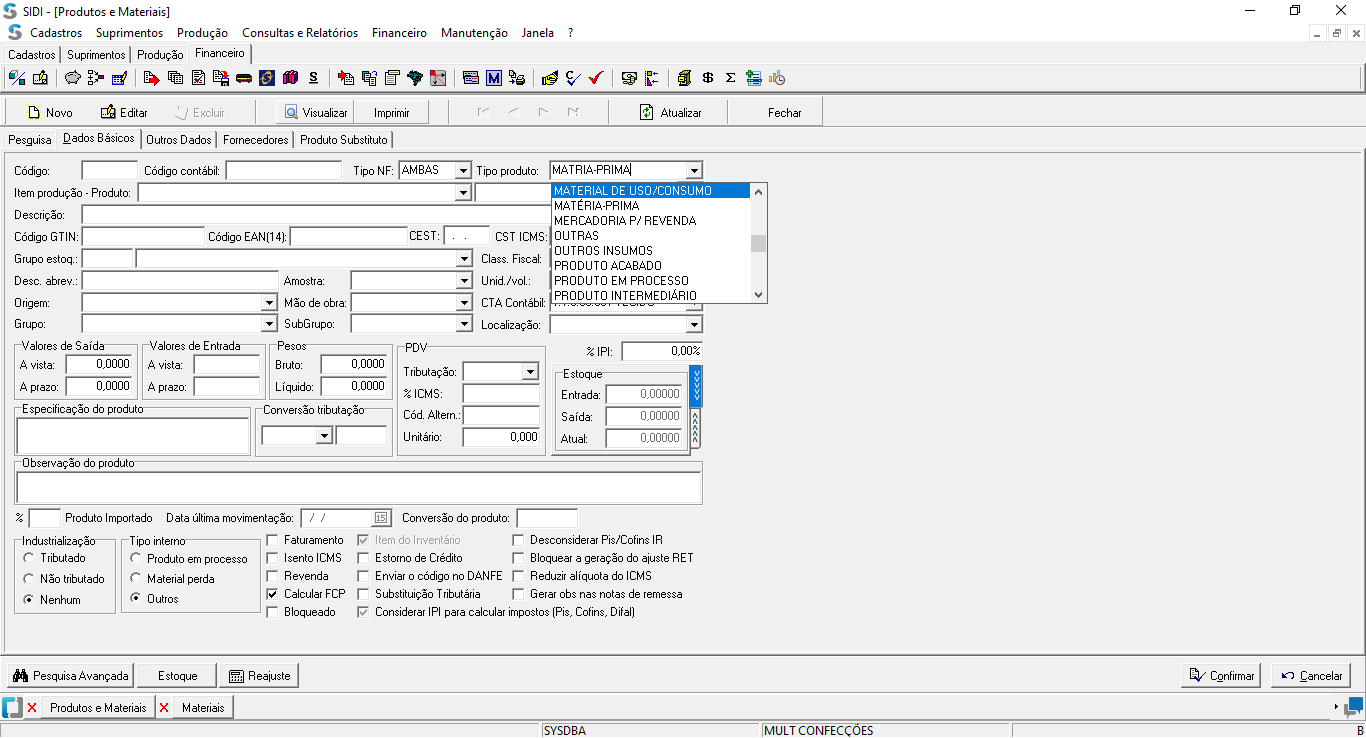 SIDI - [Produtos e Materiais]
Cadastros Suprimentos Produção Consultas e Relatórios Financeiro Manutenção Janela ?
Cadastros Suprimentos Produção Financeiro
Novo Editar Excluir Visualizar Imprimir Atualizar Fechar
Pesquisa Dados Básicos Outros Dados Fornecedores Produto Substituto
Código: Código contábil: Tipo NF: AMBAS Tipo produto: MATRIA-PRIMA
Item produção - Produto: MATERIAL DE USO/CONSUMO
MATÉRIA-PRIMA
Descrição: MERCADORIA P/ REVENDA
Código GTIN: Código EAN(14): CEST: . . CST ICMS: OUTRAS
OUTROS INSUMOS
Grupo estoq.: Class. Fiscal: PRODUTO ACABADO
Desc. abrev.: Amostra: Unid./vol.: PRODUTO EM PROCESSO
PRODUTO INTERMEDIÁRIO
Origem: Mão de obra: CTA Contábil:
Grupo: SubGrupo: Localização:
Valores de Saída Valores de Entrada Pesos PDV % IPI: 0,00%
A vista: 0,0000 A vista: Bruto: 0,0000 Tributação: Estoque
A prazo: 0,0000 A prazo: Líquido: 0,0000 % ICMS: Entrada: 0,00000
Especificação do produto Conversão tributação Cód. Altern.: Saída: 0,00000
Unitário: 0,000 Atual: 0,00000
Observação do produto
% Produto Importado Data última movimentação: / / 15 Conversão do produto:
Industrialização Tipo interno Faturamento Item do Inventário Desconsiderar Pis/Cofins IR
Tributado Produto em processo Isento ICMS Estorno de Crédito Bloquear a geração do ajuste RET
Não tributado Material perda Revenda Enviar o código no DANFE Reduzir alíquota do ICMS
Nenhum Outros Calcular FCP Substituição Tributária Gerar obs nas notas de remessa
Bloqueado Considerar IPI para calcular impostos (Pis, Cofins, Difal)
Pesquisa Avançada Estoque Reajuste Confirmar Cancelar
Produtos e Materiais Materiais
SYSDBA MULT CONFECÇÕES B